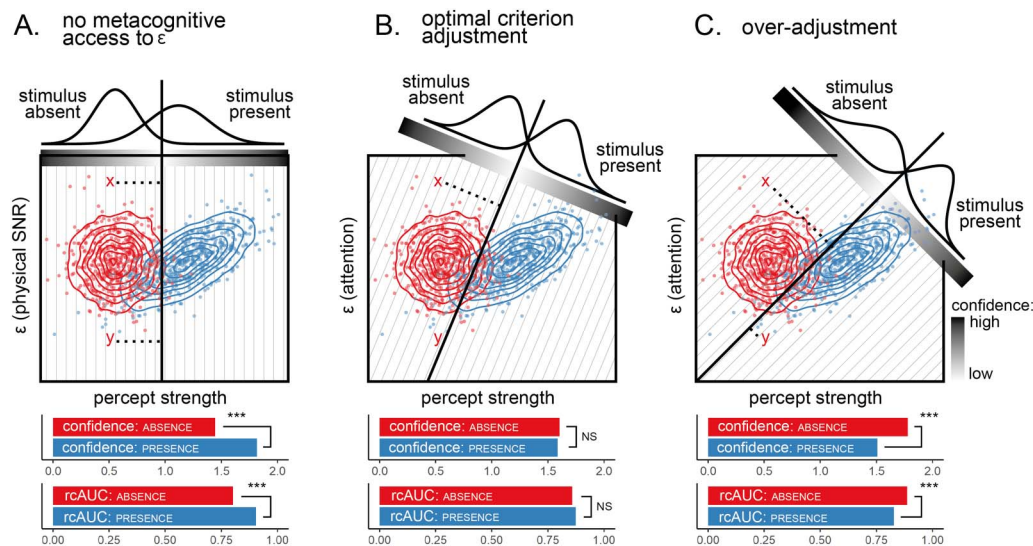 A. no metacognitive
access to ε
stimulus
absent
stimulus
present
x
y
ε (physical SNR)
percept strength
confidence: ABSENCE
confidence: PRESENCE
***
0.0 0.5 1.0 1.5 2.0
rcAUC: ABSENCE
rcAUC: PRESENCE
***
0.00 0.25 0.50 0.75 1.00
B. optimal criterion
adjustment
stimulus
absent
stimulus
present
x
y
ε (attention)
percept strength
confidence: ABSENCE
confidence: PRESENCE
NS
0.0 0.5 1.0 1.5 2.0
rcAUC: ABSENCE
rcAUC: PRESENCE
NS
0.00 0.25 0.50 0.75 1.00
C. over-adjustment
stimulus
absent
stimulus
present
x
y
ε (attention)
confidence:
high
low
percept strength
confidence: ABSENCE
confidence: PRESENCE
***
0.0 0.5 1.0 1.5 2.0
rcAUC: ABSENCE
rcAUC: PRESENCE
***
0.00 0.25 0.50 0.75 1.00